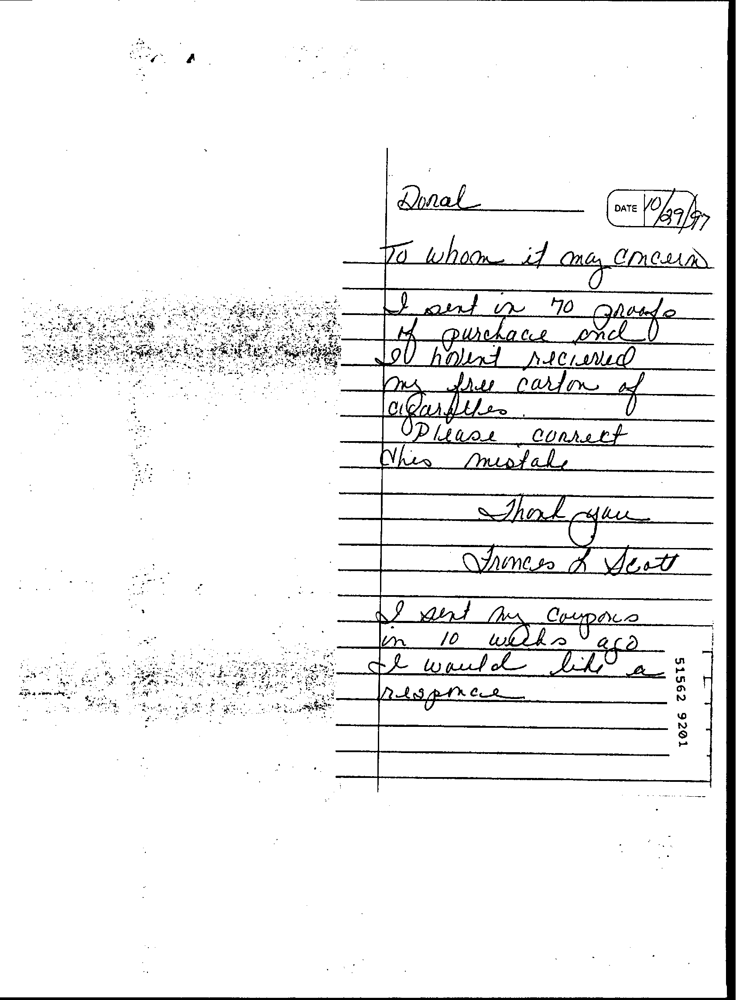 Doral
DATE 10/29/97
To whom it may concern
I sent in 70 proofs
of purchace and
I havent recieved
my free carton of
cigarettes.
Please correct
this mistake
Thank you
Frances L Scott
I sent my coupons
in 10 weeks ago
I would like a
responce
51562 9201